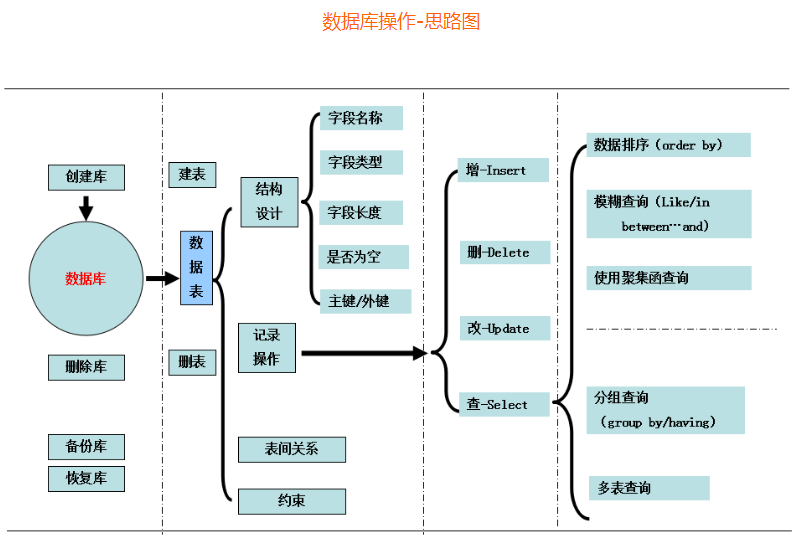 数据库操作-思路图
创建库
数据库
删除库
备份库
恢复库
建表
数
据
表
删表
结构
设计
记录
操作
表间关系
约束
字段名称
字段类型
字段长度
是否为空
主键/外键
增-Insert
删-Delete
改-Update
查-Select
数据排序（order by）
模糊查询（Like/in
between…and）
使用聚集函查询
分组查询
（group by/having）
多表查询